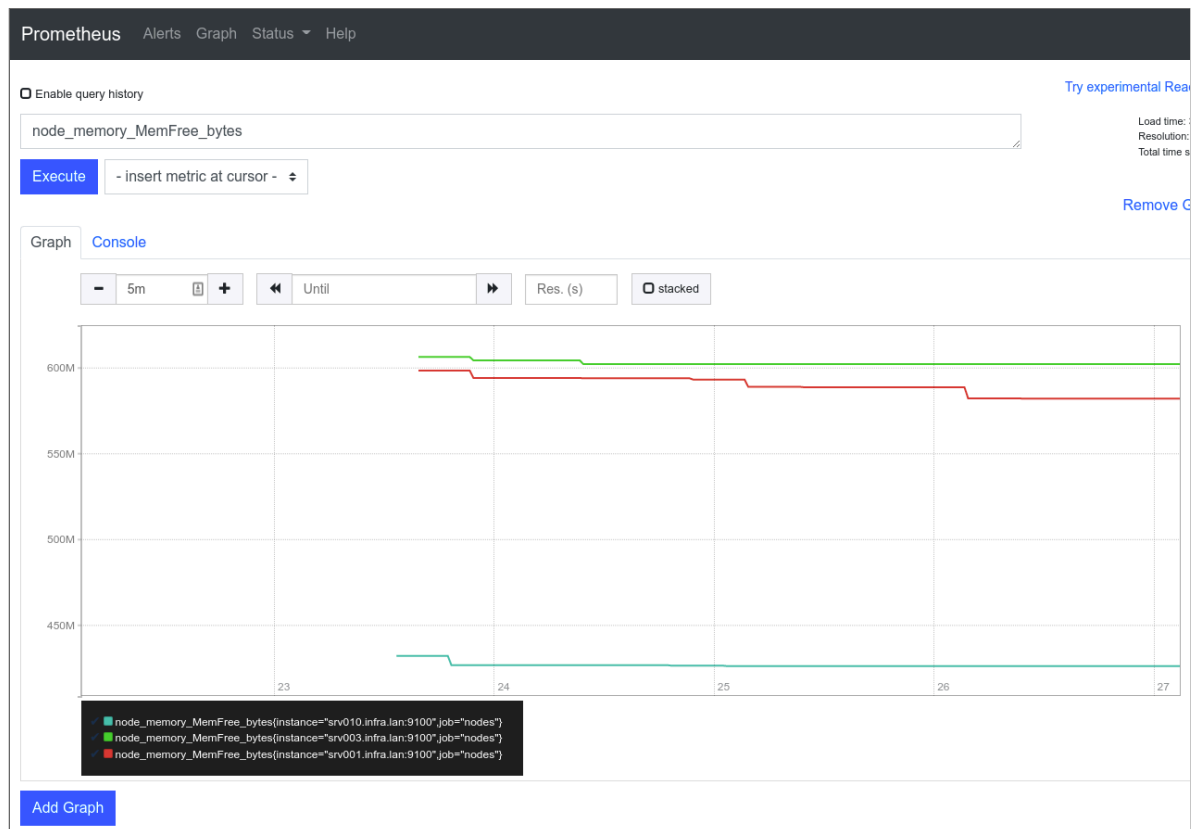 Prometheus Alerts Graph Status Help
Enable query history
Try experimental Reac
node_memory_MemFree_bytes
Load time:
Resolution:
Total time s
Execute - insert metric at cursor -
Remove G
Graph Console
- 5m + Until Res. (s) stacked
600M
550M
500M
450M
23 24 25 26 27
node_memory_MemFree_bytes{instance="srv010.infra.lan:9100",job="nodes"}
node_memory_MemFree_bytes{instance="srv003.infra.lan:9100",job="nodes"}
node_memory_MemFree_bytes{instance="srv001.infra.lan:9100",job="nodes"}
Add Graph